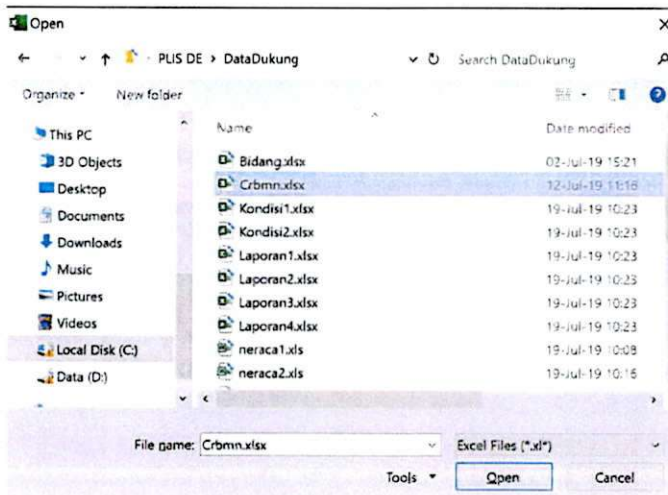 Open
PLIS DE > DataDukung
Search DataDukung
Organize
New folder
Name
Date modified
This PC
3D Objects
Desktop
Documents
Downloads
Music
Pictures
Videos
Local Disk (C:)
Data (D:)
Bidang.xlsx 02-Jul-19 15:21
Crbmn.xlsx 12-Jul-19 11:16
Kondisi1.xlsx 19-Jul-19 10:23
Kondisi2.xlsx 19-Jul-19 10:23
Laporan1.xlsx 19-Jul-19 10:23
Laporan2.xlsx 19-Jul-19 10:23
Laporan3.xlsx 19-Jul-19 10:23
Laporan4.xlsx 19-Jul-19 10:23
neraca1.xls 19-Jul-19 10:08
neraca2.xls 19-Jul-19 10:16
File name: Crbmn.xlsx
Excel Files (*.xl*)
Tools
Open
Cancel